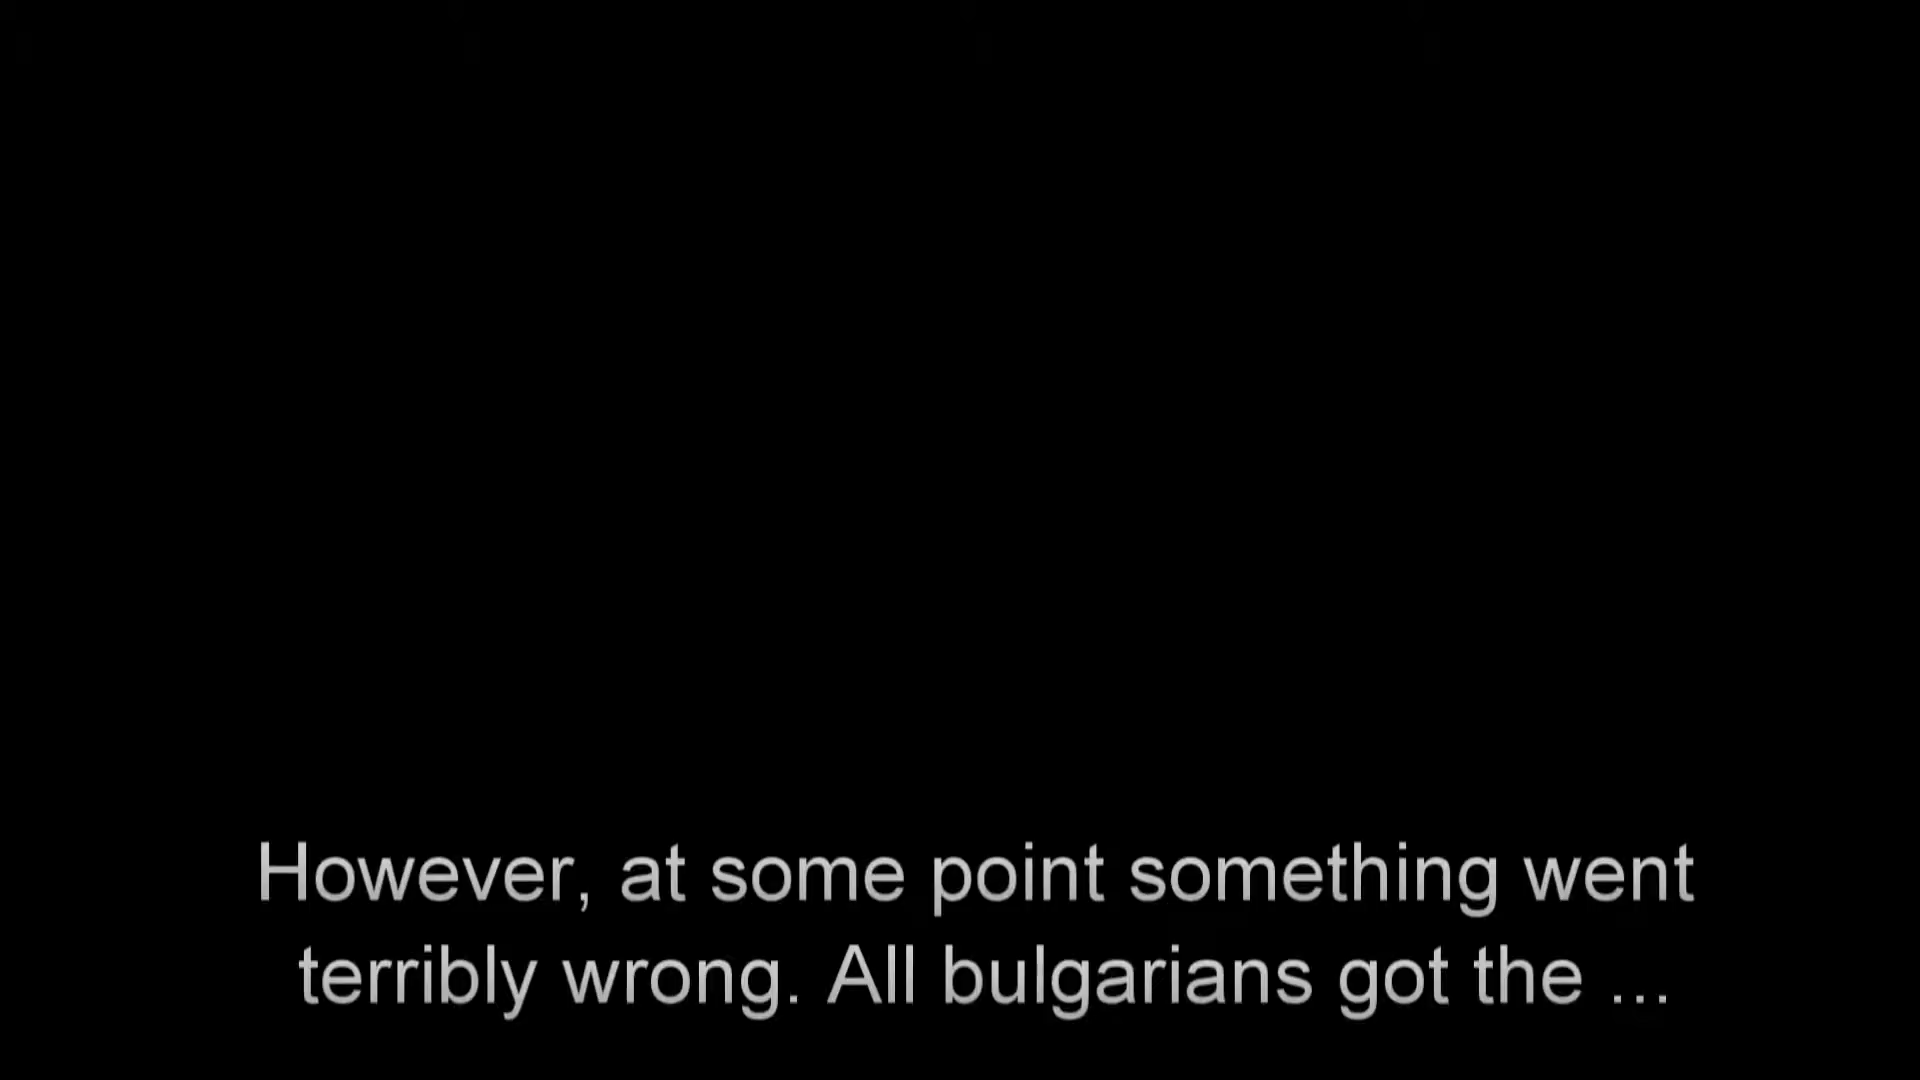 However, at some point something went
terribly wrong. All bulgarians got the ...